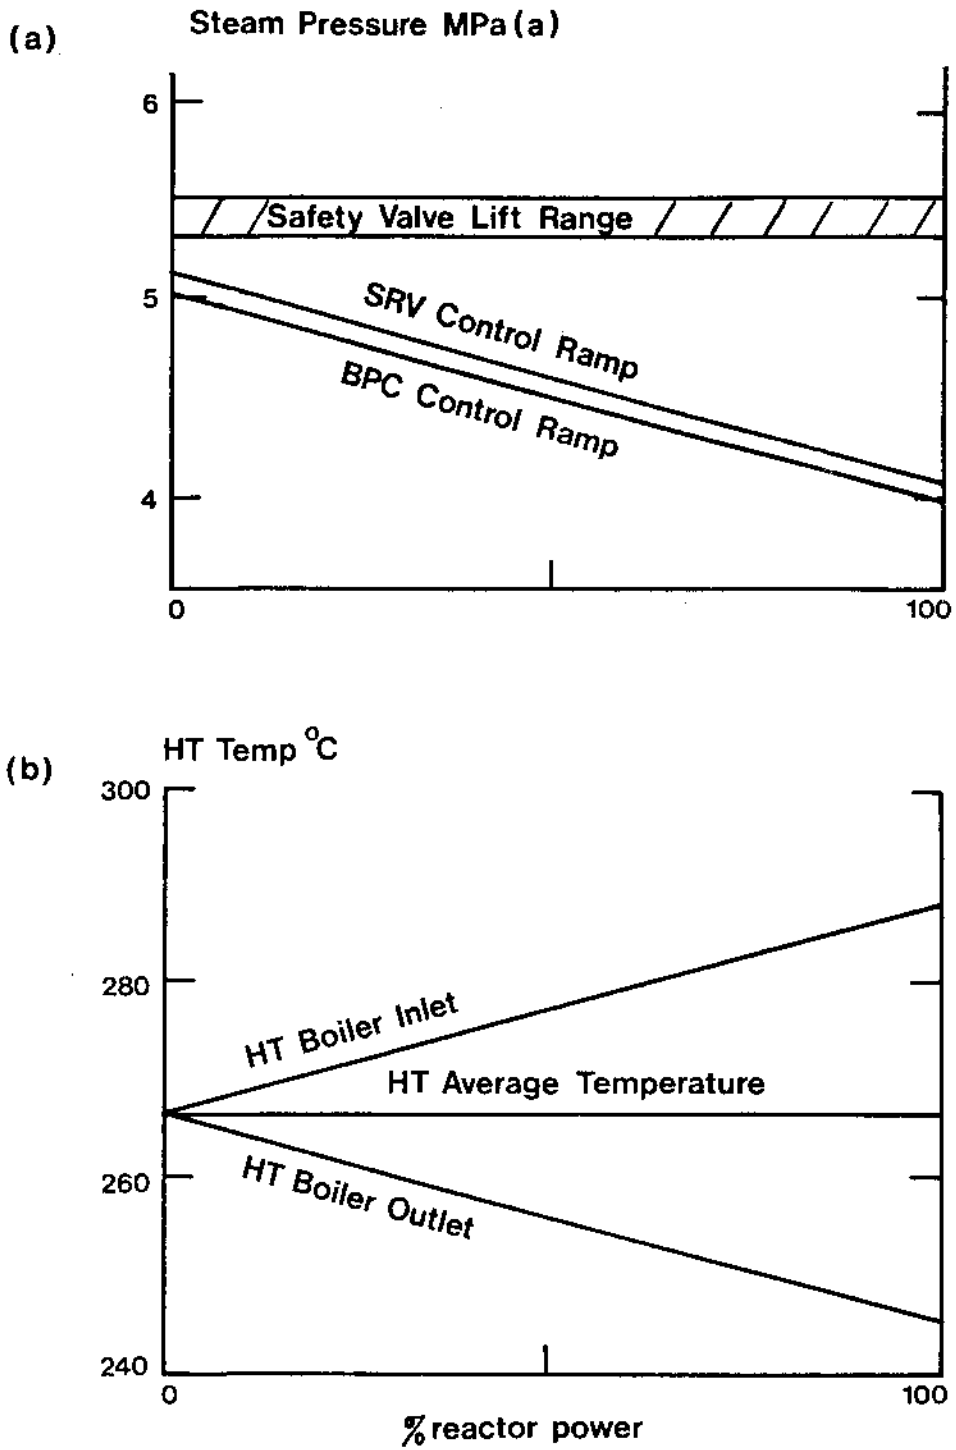 (a)
Steam Pressure MPa(a)
6
Safety Valve Lift Range
5
SRV Control Ramp
BPC Control Ramp
4
0 100
(b)
HT Temp °C
300
280
HT Boiler Inlet
HT Average Temperature
260
HT Boiler Outlet
240
0 100
% reactor power